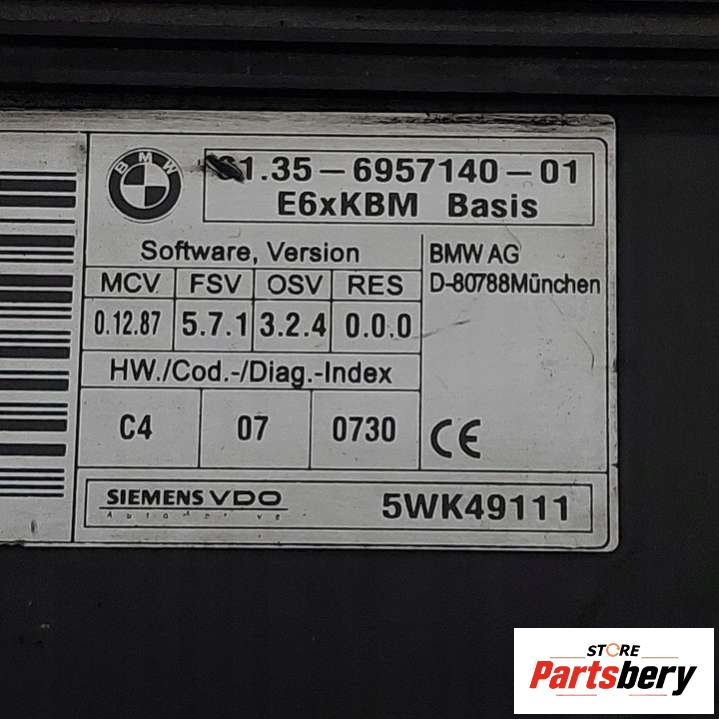 BMW
61.35-6957140-01
E6xKBM Basis
Software, Version
BMW AG
D-80788München
MCV FSV OSV RES
0.12.87 5.7.1 3.2.4 0.0.0
HW./Cod.-/Diag.-Index
C4 07 0730 CE
SIEMENS VDO
Automotive
5WK49111
STORE
Partsbery